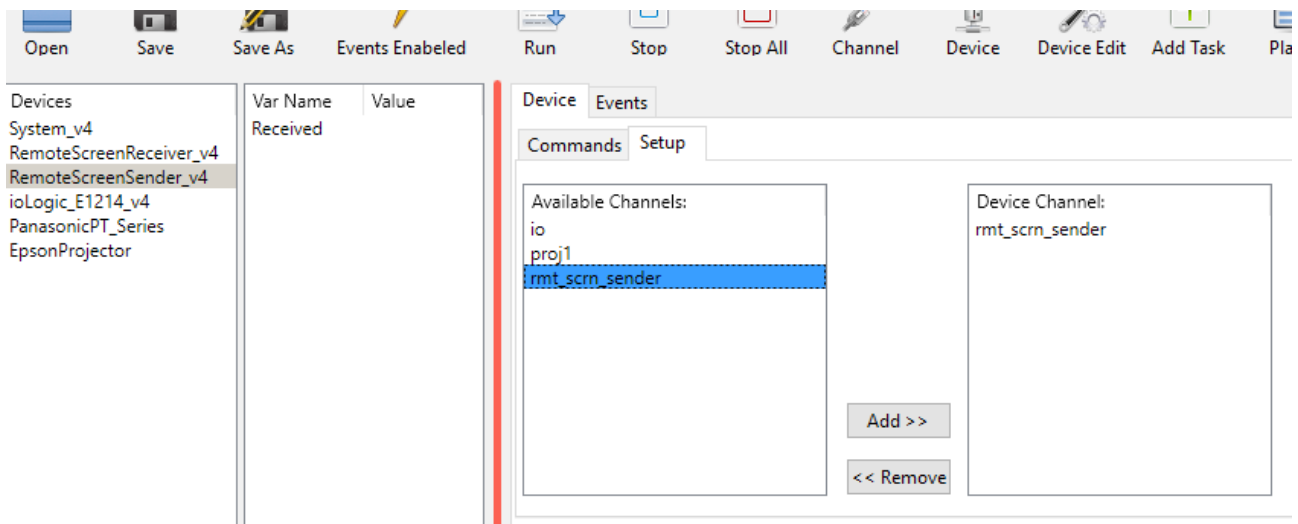 Open Save Save As Events Enabeled Run Stop Stop All Channel Device Device Edit Add Task Pla
Devices
System_v4
RemoteScreenReceiver_v4
RemoteScreenSender_v4
ioLogic_E1214_v4
PanasonicPT_Series
EpsonProjector
Var Name Value
Received
Device Events
Commands Setup
Available Channels:
io
proj1
rmt_scrn_sender
Add >>
<< Remove
Device Channel:
rmt_scrn_sender